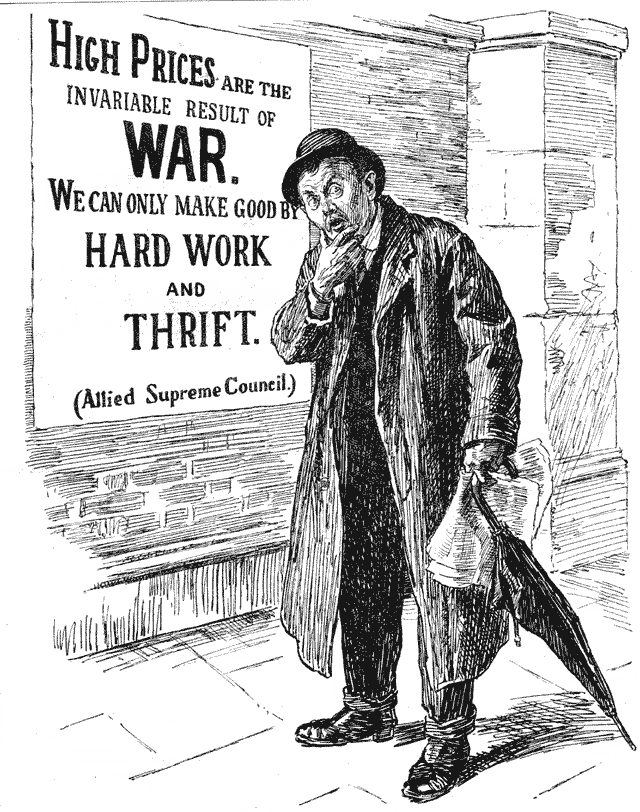 HIGH PRICES ARE THE
INVARIABLE RESULT OF
WAR.
WE CAN ONLY MAKE GOOD BY
HARD WORK
AND
THRIFT.
(Allied Supreme Council.)